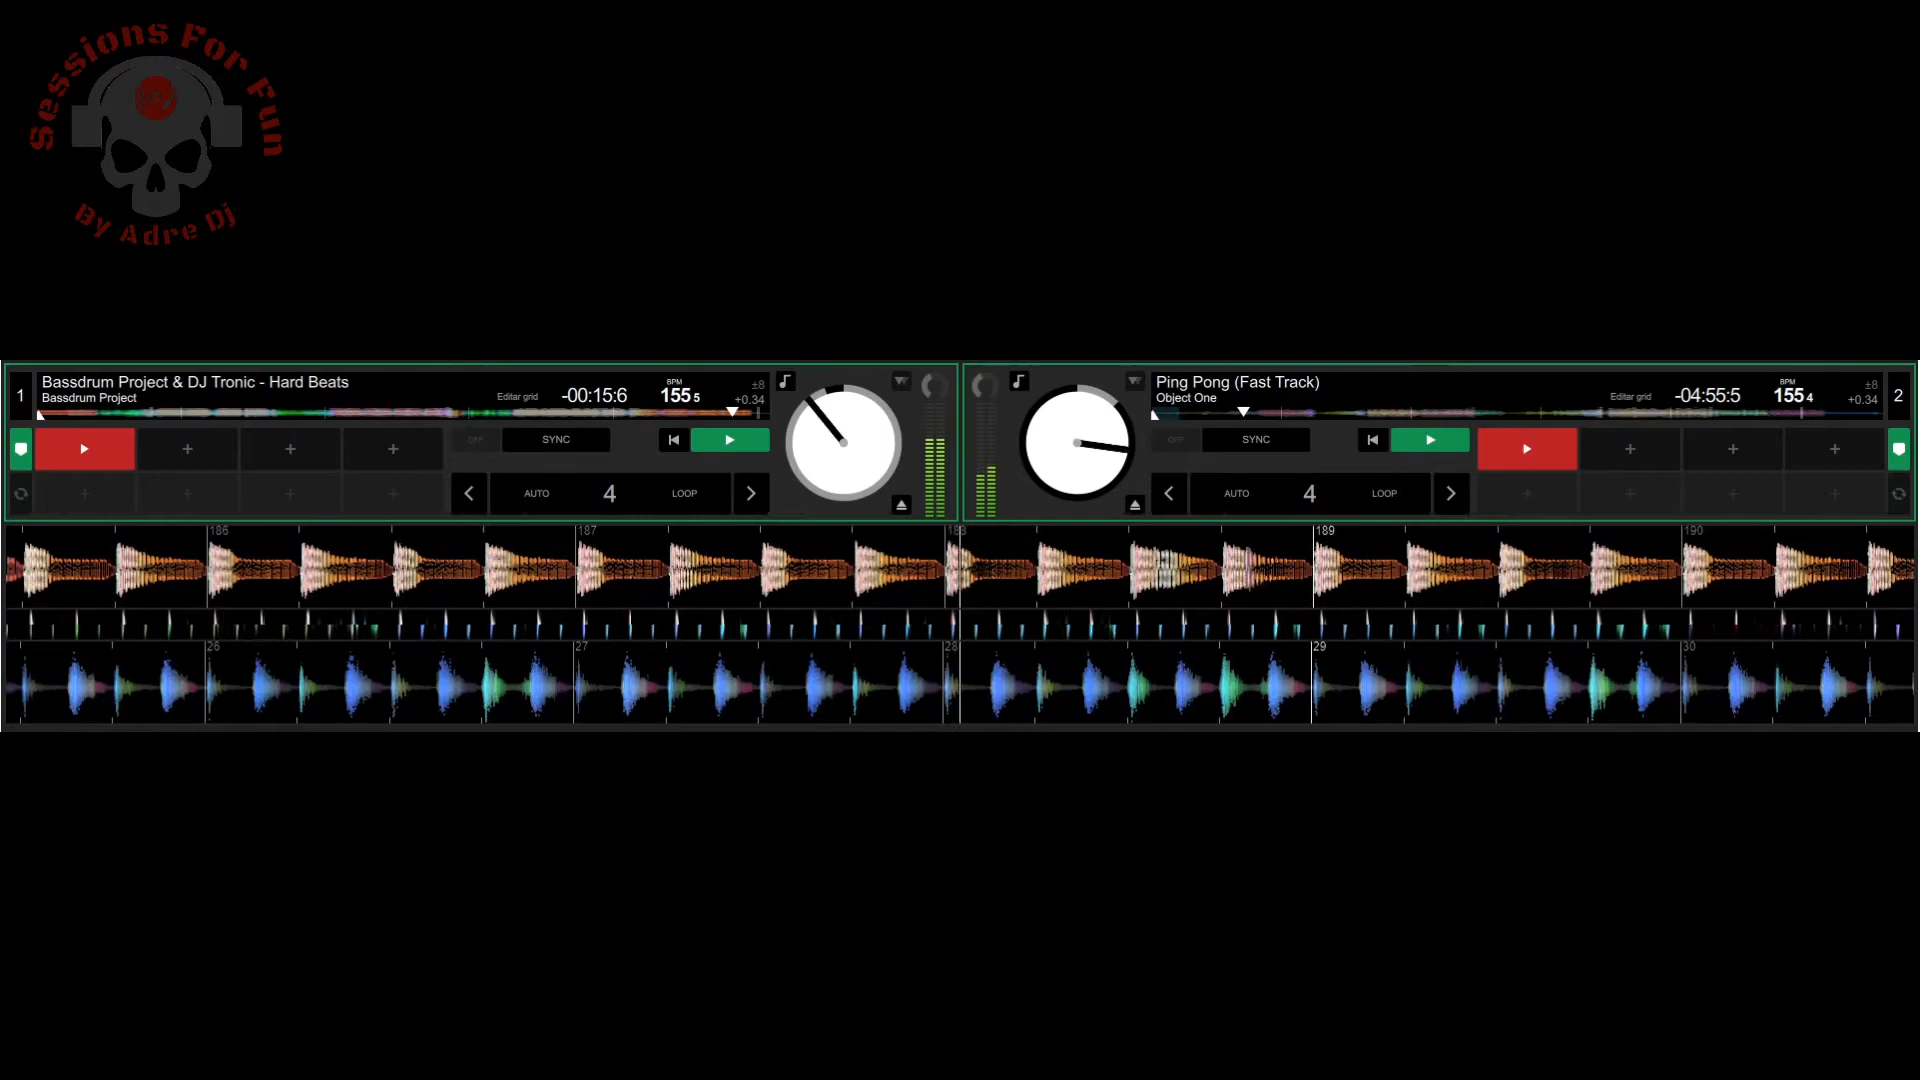 Sessions For Fun
By Adre Dj
1
Bassdrum Project & DJ Tronic - Hard Beats
Bassdrum Project
Editar grid
-00:15:6
BPM
155 5
±8
+0.34
OFF
SYNC
AUTO
4
LOOP
Ping Pong (Fast Track)
Object One
Editar grid
-04:55:5
BPM
155 4
±8
+0.34
2
OFF
SYNC
AUTO
4
LOOP
186
187
188
189
190
26
27
28
29
30